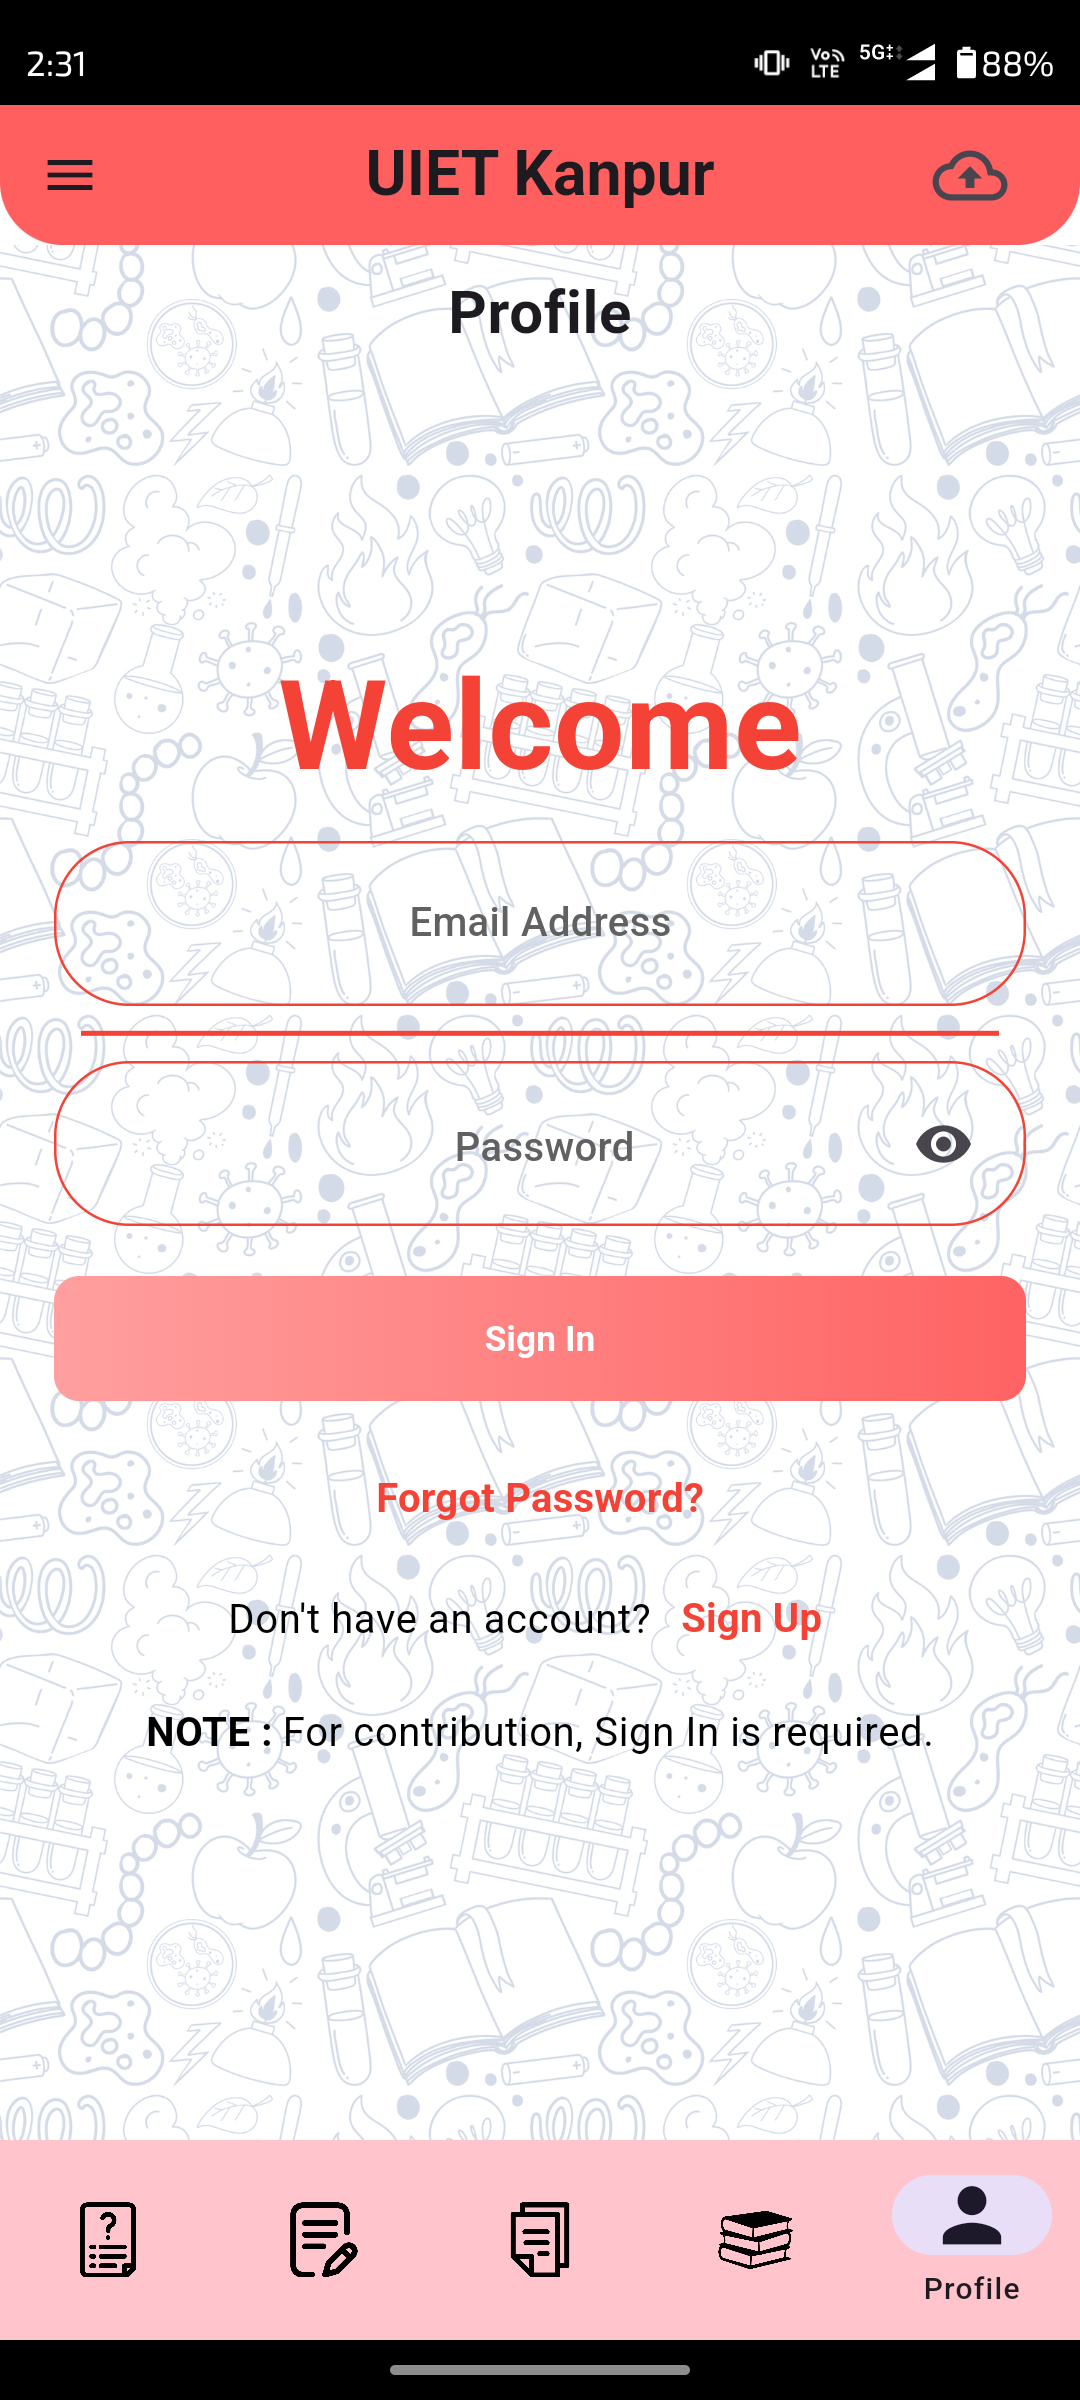 2:31
Vo
LTE
5G
88%
UIET Kanpur
Profile
Welcome
Email Address
Password
Sign In
Forgot Password?
Don't have an account? Sign Up
NOTE : For contribution, Sign In is required.
?
Profile